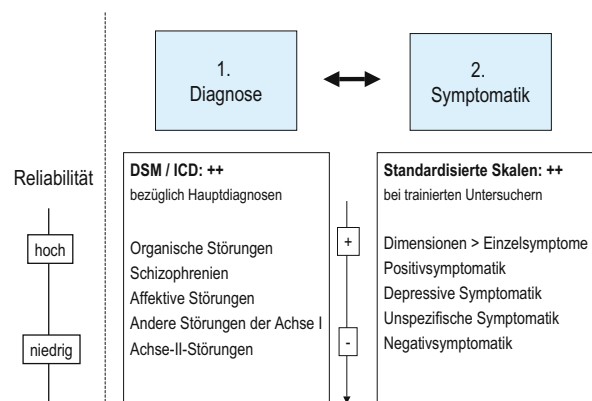 1.
Diagnose
2.
Symptomatik
Reliabilität
hoch
niedrig
DSM / ICD: ++
bezüglich Hauptdiagnosen
Organische Störungen
Schizophrenien
Affektive Störungen
Andere Störungen der Achse I
Achse-II-Störungen
+
-
Standardisierte Skalen: ++
bei trainierten Untersuchern
Dimensionen > Einzelsymptome
Positivsymptomatik
Depressive Symptomatik
Unspezifische Symptomatik
Negativsymptomatik